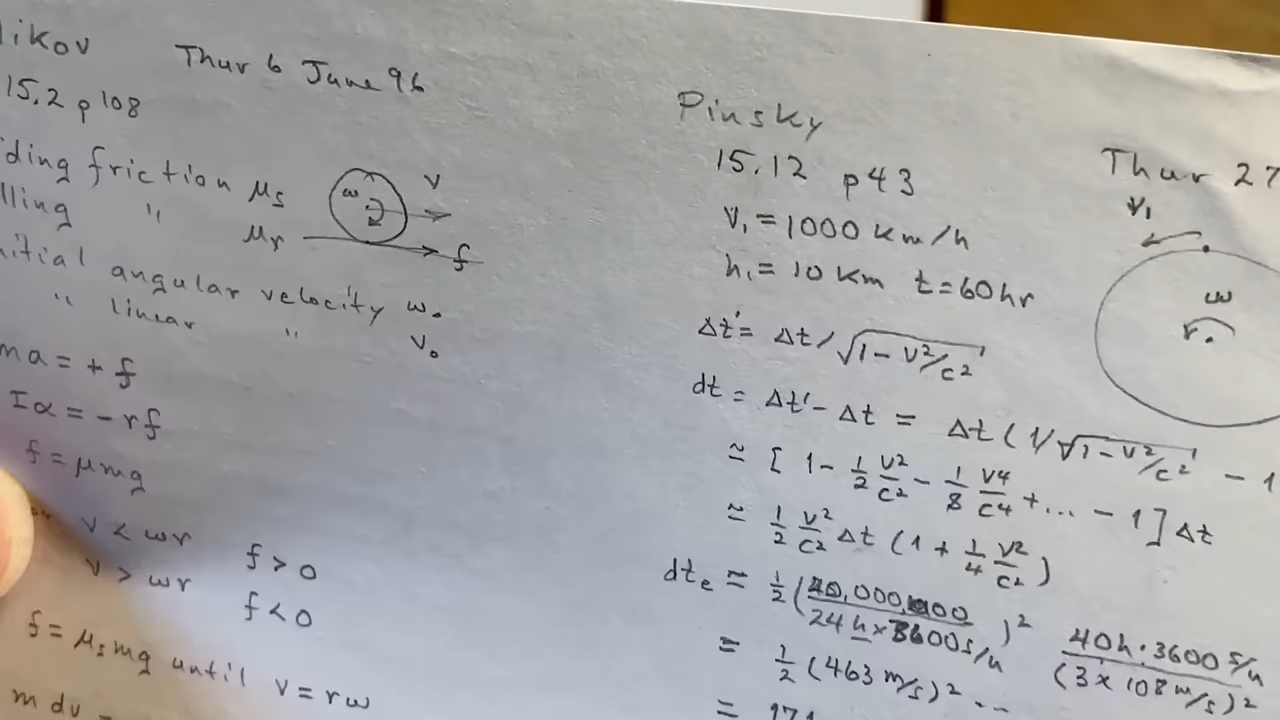 likov Thur 6 June 96
15.2 p108
ding friction μs
lling " μr
nitial angular velocity ω₀
" linear " v₀
ω v
f
ma = + f
Iα = -rf
f = μmg
v < ωr f > 0
v > ωr f < 0
f = μsmg until v = rω
m dv =
Pinsky
15.12 p43 Thur 27
v₁ = 1000 km/h
h₁ = 10 km t = 60 hr
v₁
ω
r
Δt' = Δt/√(1 - v²/c²)
dt = Δt' - Δt = Δt (1/√(1 - v²/c²) - 1
≃ [ 1 - 1/2 v²/c² - 1/8 v⁴/c⁴ + ... - 1 ] Δt
≃ 1/2 v²/c² Δt (1 + 1/4 v²/c²)
dte ≃ 1/2 (40,000,000 / 24 h × 3600 s/h)² 40h · 3600 s/h / (3 × 108 m/s)²
= 1/2 (463 m/s)² ...
= 171